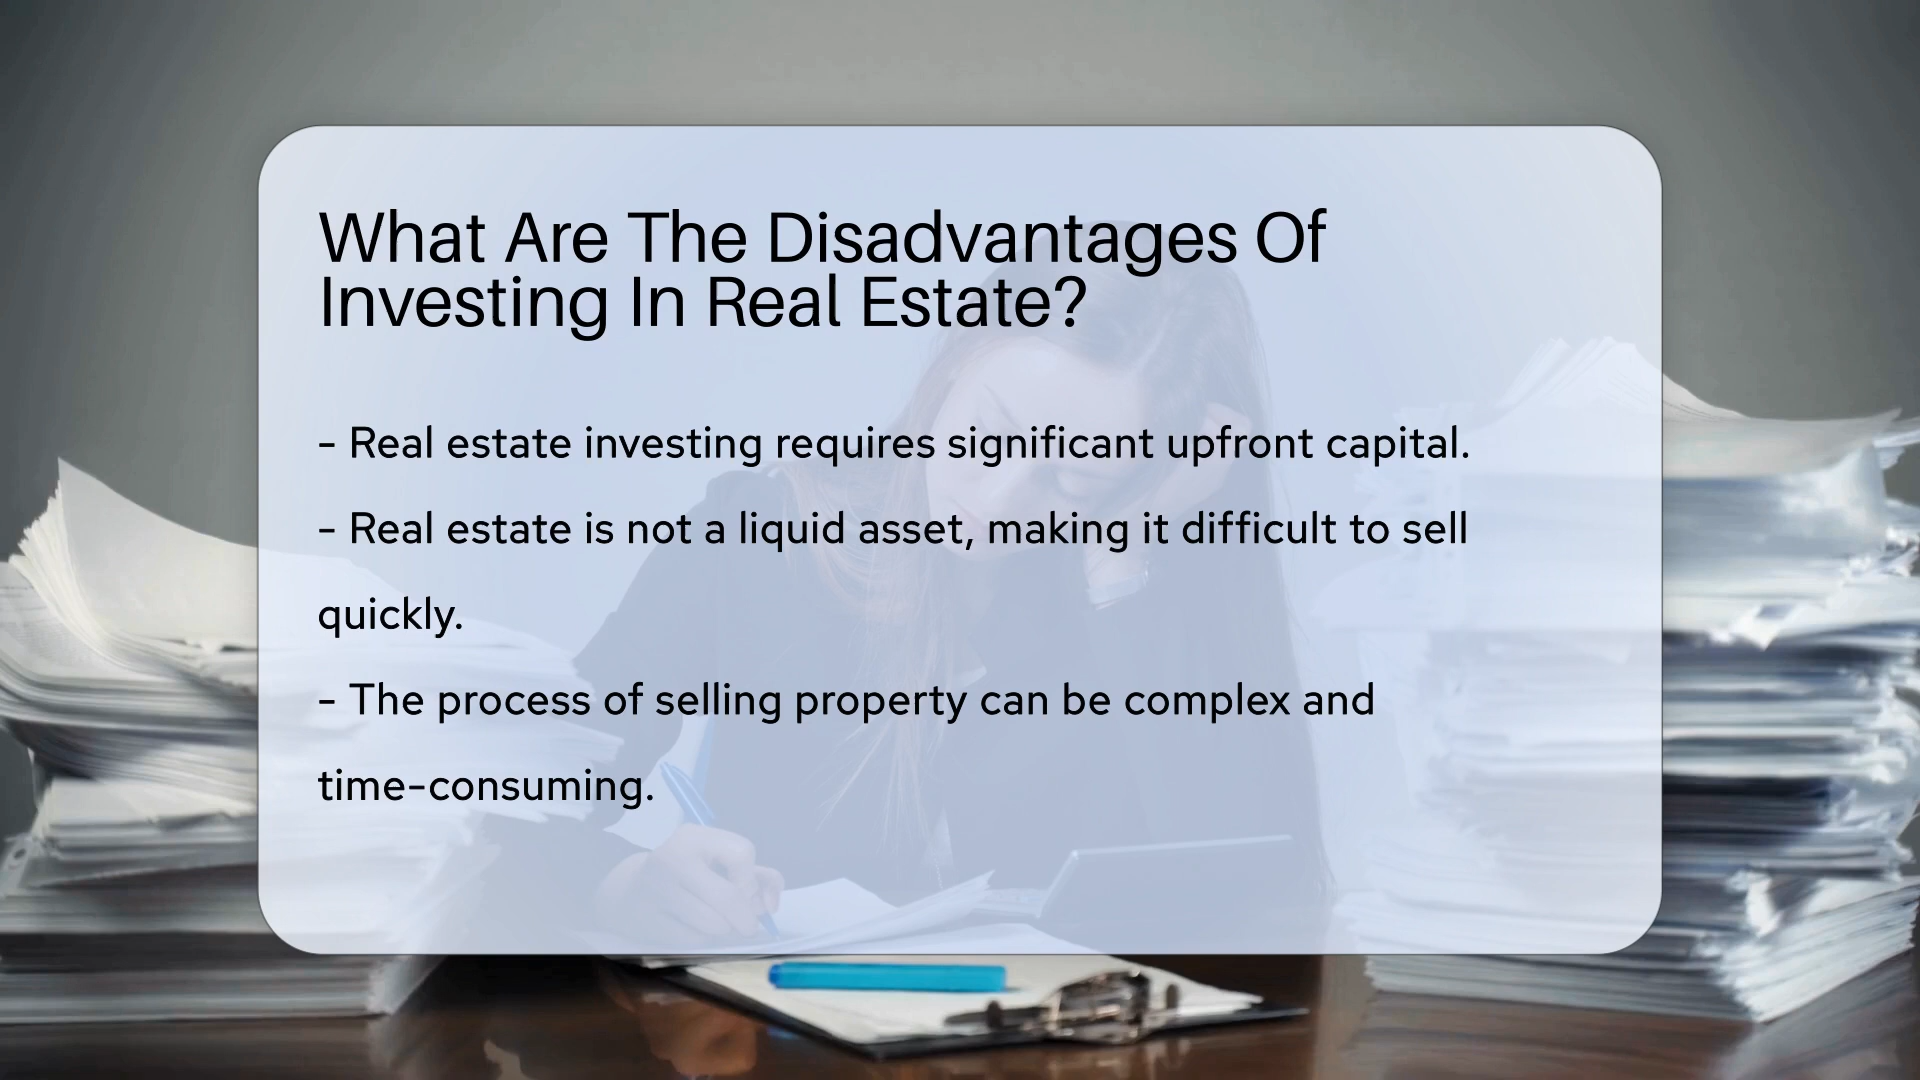 What Are The Disadvantages Of
Investing In Real Estate?
- Real estate investing requires significant upfront capital.
- Real estate is not a liquid asset, making it difficult to sell
quickly.
- The process of selling property can be complex and
time-consuming.